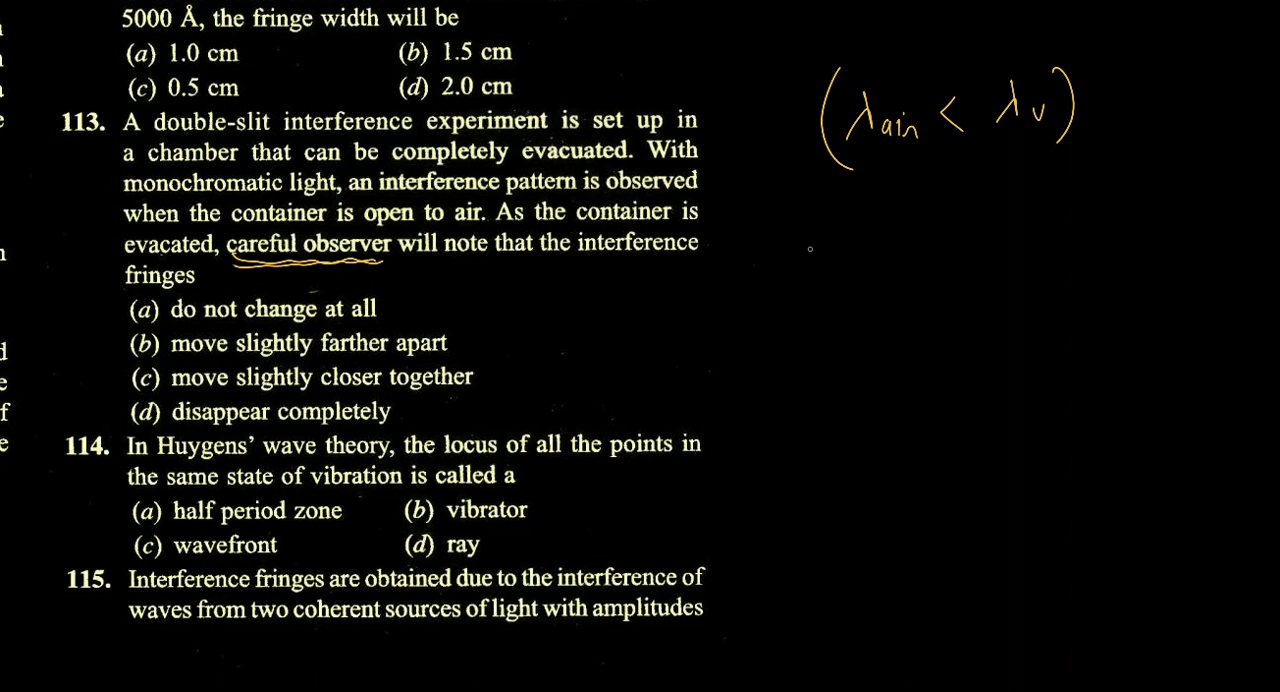 5000 Å, the fringe width will be
(a) 1.0 cm (b) 1.5 cm
(c) 0.5 cm (d) 2.0 cm
113. A double-slit interference experiment is set up in
a chamber that can be completely evacuated. With
monochromatic light, an interference pattern is observed
when the container is open to air. As the container is
evacated, careful observer will note that the interference
fringes
(a) do not change at all
(b) move slightly farther apart
(c) move slightly closer together
(d) disappear completely
114. In Huygens’ wave theory, the locus of all the points in
the same state of vibration is called a
(a) half period zone (b) vibrator
(c) wavefront (d) ray
115. Interference fringes are obtained due to the interference of
waves from two coherent sources of light with amplitudes
(λair < λv)